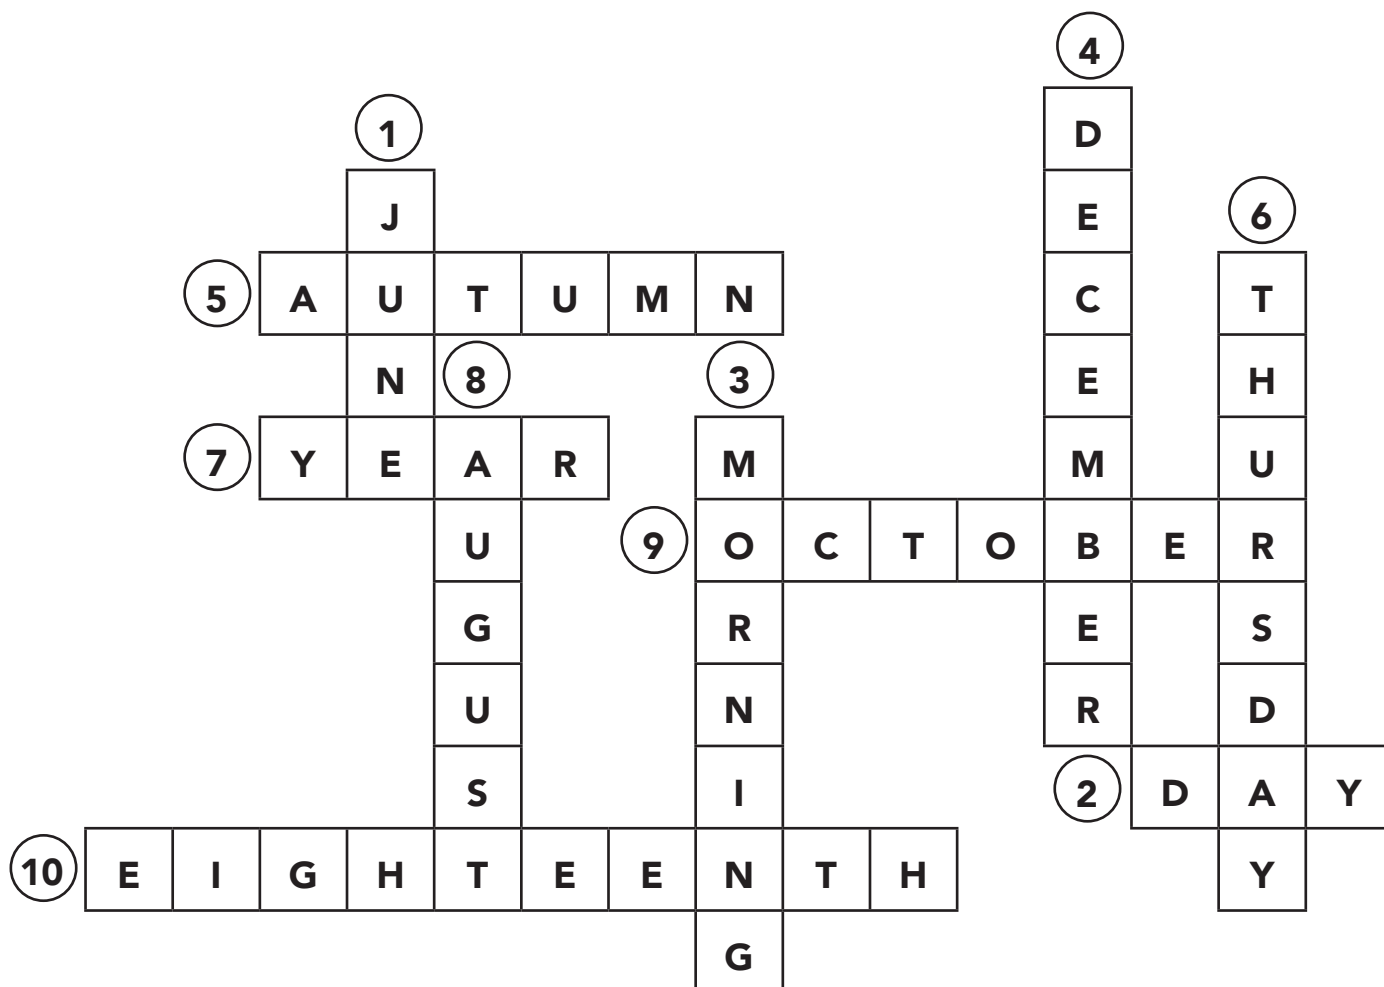 4
1 D
J E 6
5 A U T U M N C T
N 8 3 E H
7 Y E A R M M U
U 9 O C T O B E R
G R E S
U N R D
S I 2 D A Y
10 E I G H T E E N T H Y
G